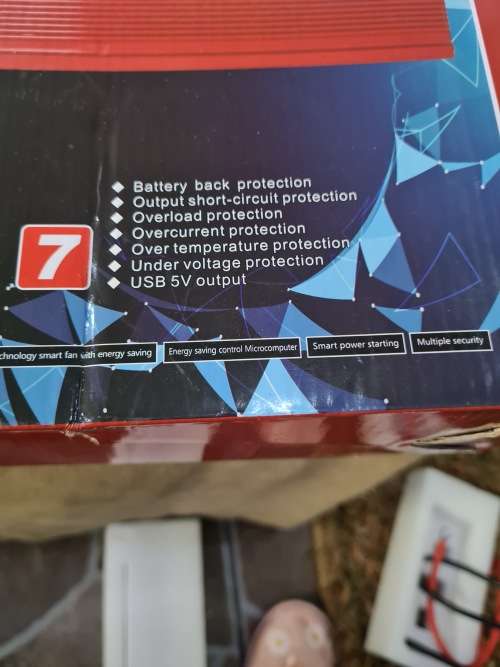 7
Battery back protection
Output short-circuit protection
Overload protection
Overcurrent protection
Over temperature protection
Under voltage protection
USB 5V output
smart fan with energy saving
Energy saving control Microcomputer
Smart power starting
Multiple security